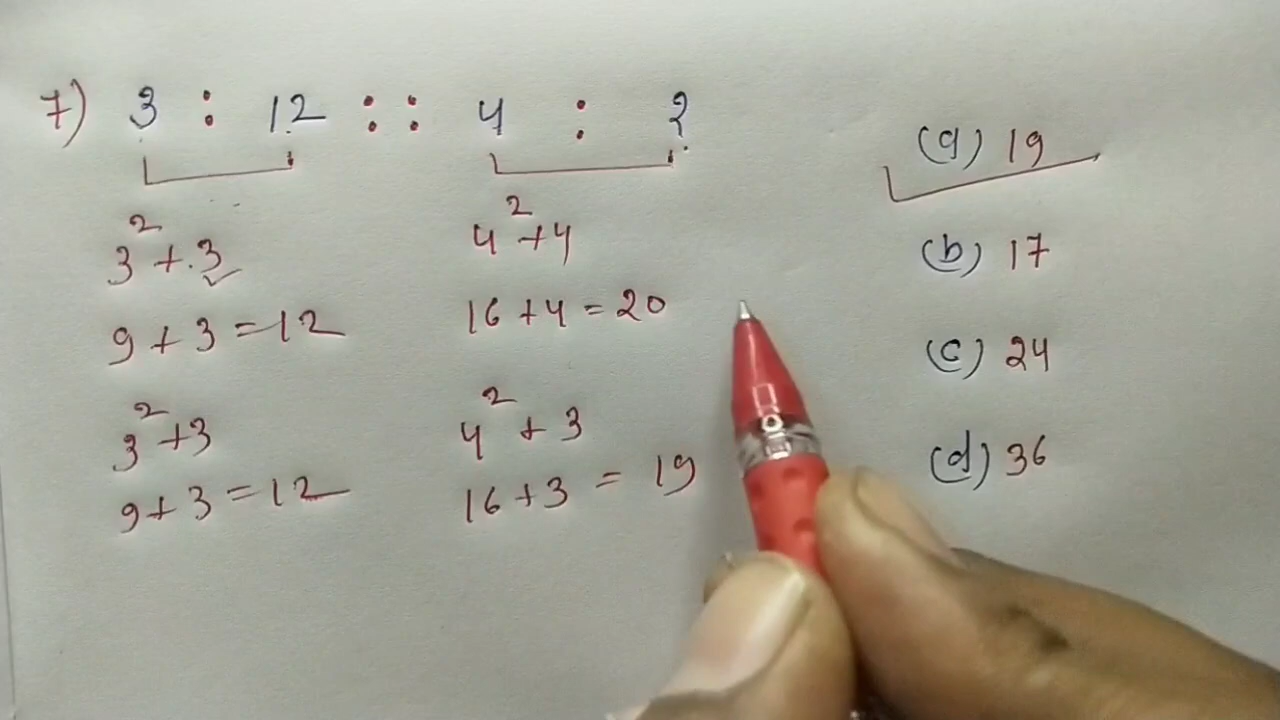 7) 3 : 12 :: 4 : ?
3²+3
9+3=12
3²+3
9+3=12
4²+4
16+4=20
4²+3
16+3=19
(a) 19
(b) 17
(c) 24
(d) 36